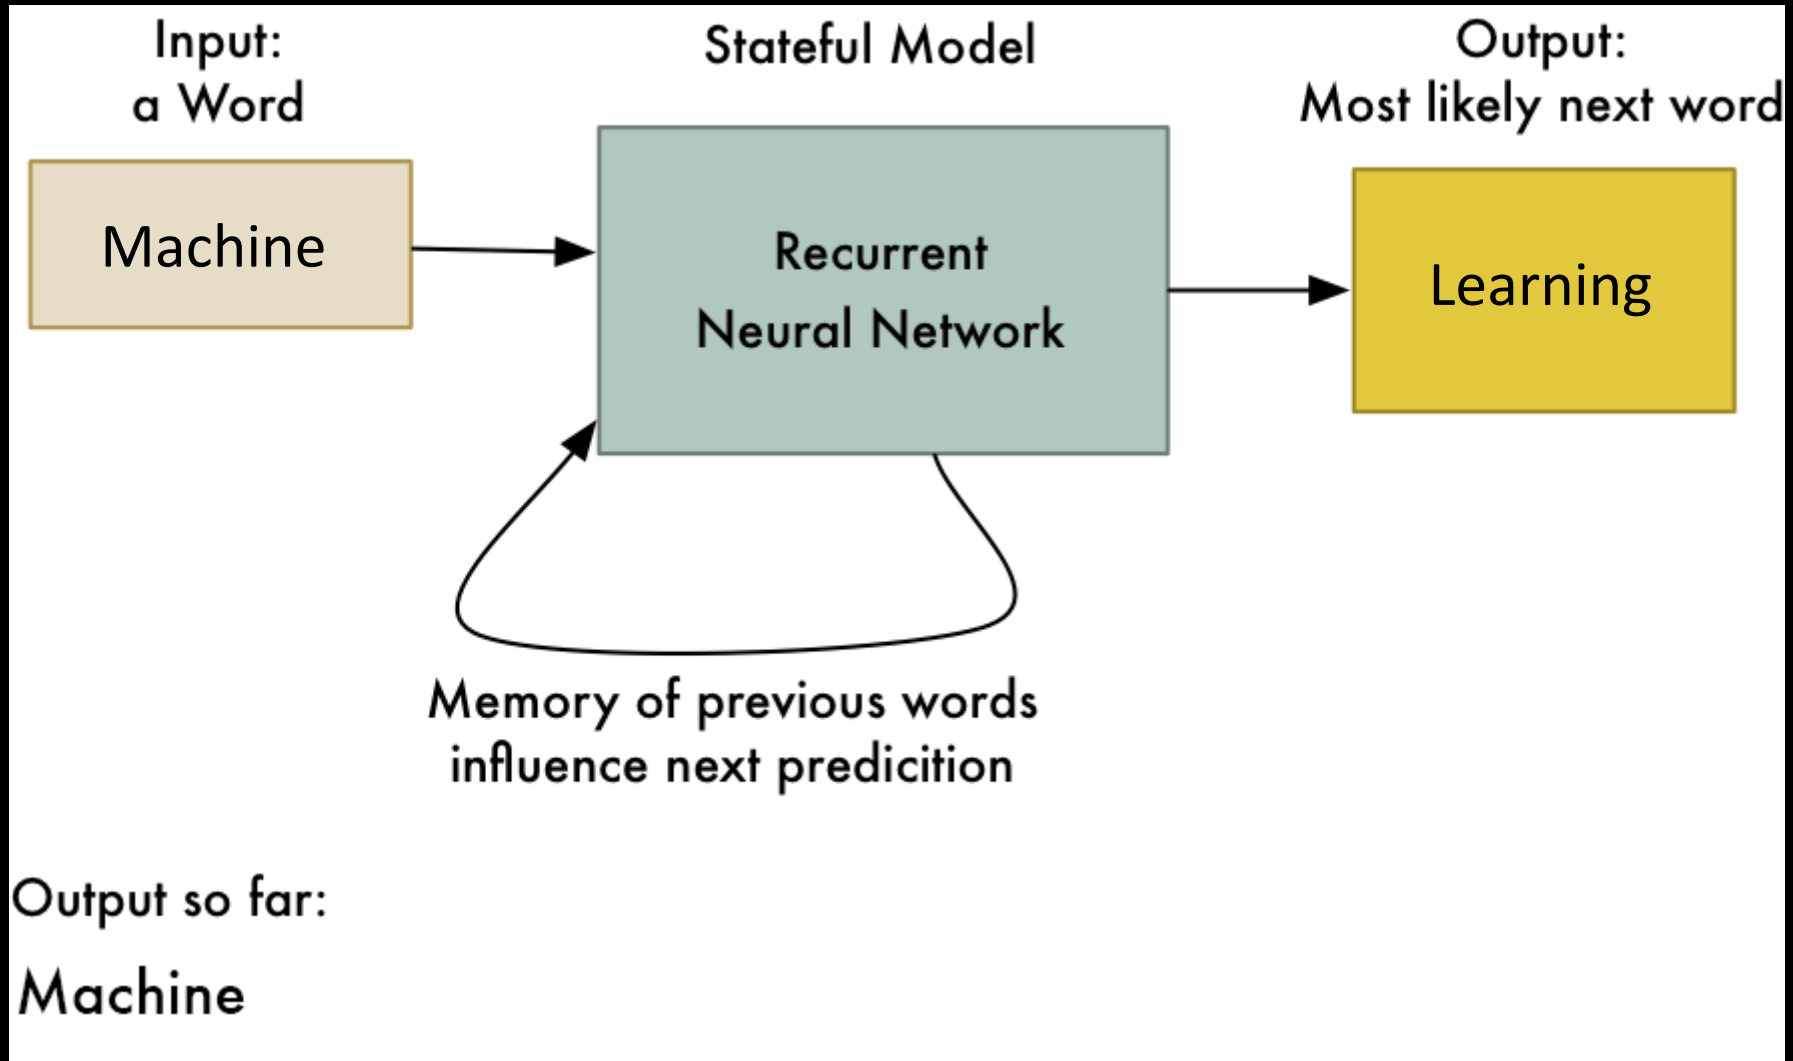 Input:
a Word
Stateful Model
Output:
Most likely next word
Machine
Recurrent
Neural Network
Learning
Memory of previous words
influence next predicition
Output so far:
Machine